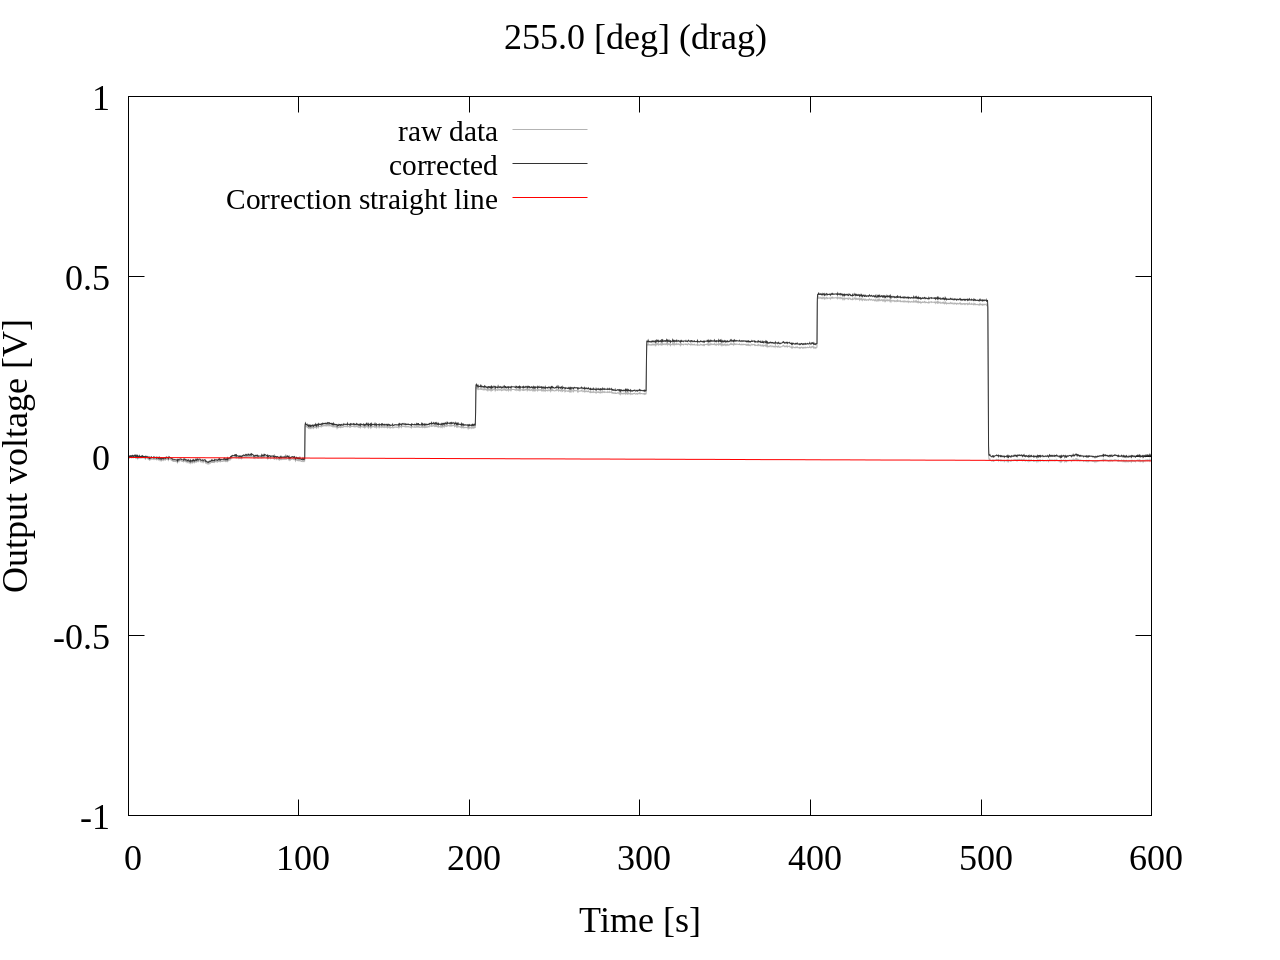 255.0 [deg] (drag)
raw data
corrected
Correction straight line
1
0.5
0
-0.5
-1
Output voltage [V]
0 100 200 300 400 500 600
Time [s]